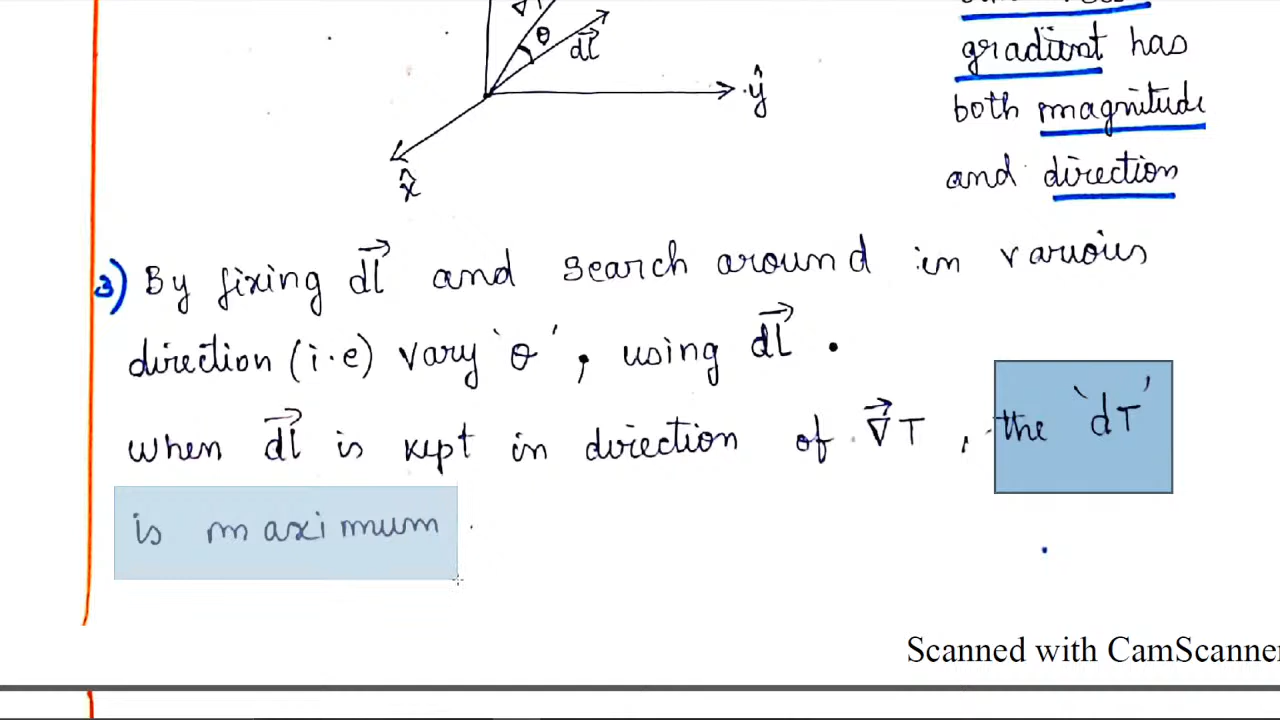 θ
dl⃗
ŷ
x̂
gradient has
both magnitude
and direction
3) By fixing dl⃗ and search around in various
direction (i.e) vary 'θ', using dl⃗.
when dl⃗ is kept in direction of ∇⃗T, the 'dT'
is maximum.
Scanned with CamScanner